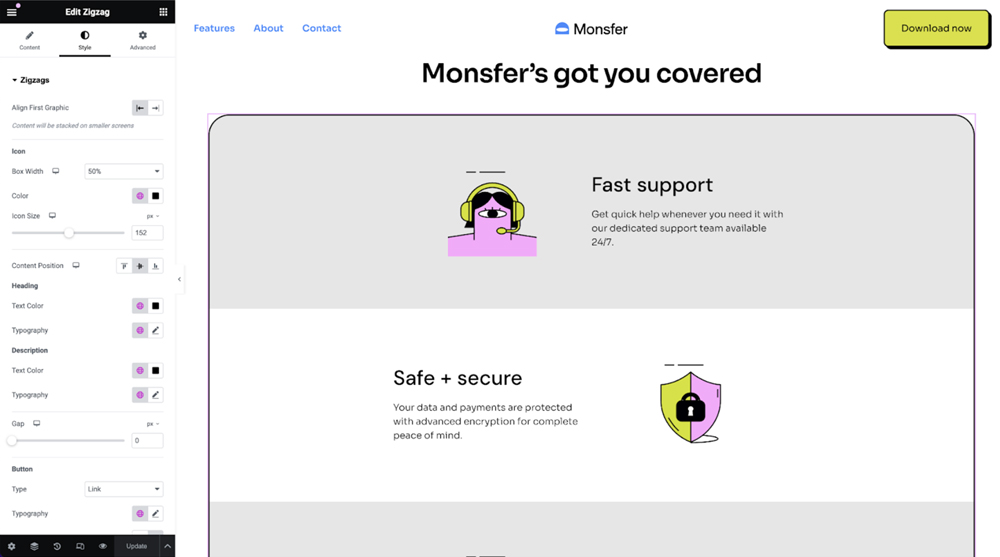 Edit Zigzag
Content
Style
Advanced
Zigzags
Align First Graphic
Content will be stacked on smaller screens
Icon
Box Width
50%
Color
Icon Size
px
152
Content Position
Heading
Text Color
Typography
Description
Text Color
Typography
Gap
px
0
Button
Type
Link
Typography
Update
Features
About
Contact
Monsfer
Download now
Monsfer's got you covered
Fast support
Get quick help whenever you need it with
our dedicated support team available
24/7.
Safe + secure
Your data and payments are protected
with advanced encryption for complete
peace of mind.